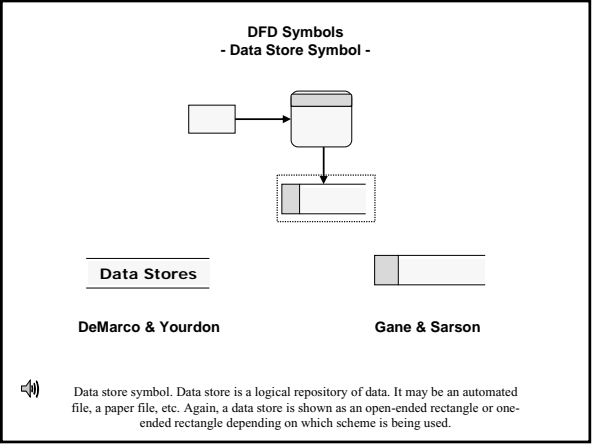 DFD Symbols
- Data Store Symbol -
Data Stores
DeMarco & Yourdon
Gane & Sarson
Data store symbol. Data store is a logical repository of data. It may be an automated
file, a paper file, etc. Again, a data store is shown as an open-ended rectangle or one-
ended rectangle depending on which scheme is being used.